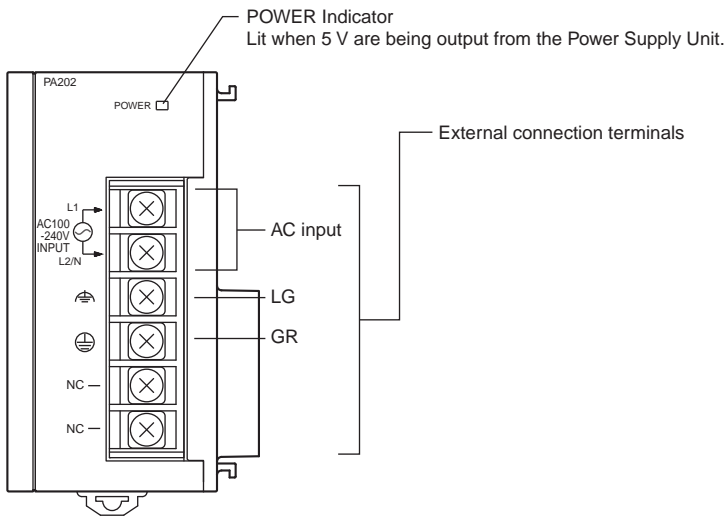 POWER Indicator
Lit when 5 V are being output from the Power Supply Unit.
PA202
POWER
External connection terminals
L1
AC100
-240V
INPUT
L2/N
AC input
LG
GR
NC
NC